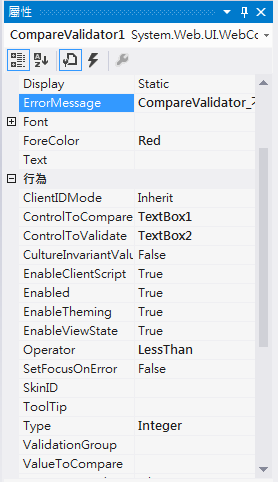 屬性
CompareValidator1 System.Web.UI.WebCo
Display Static
ErrorMessage CompareValidator_
Font
ForeColor Red
Text
行為
ClientIDMode Inherit
ControlToCompare TextBox1
ControlToValidate TextBox2
CultureInvariantValu False
EnableClientScript True
Enabled True
EnableTheming True
EnableViewState True
Operator LessThan
SetFocusOnError False
SkinID
ToolTip
Type Integer
ValidationGroup
ValueToCompare